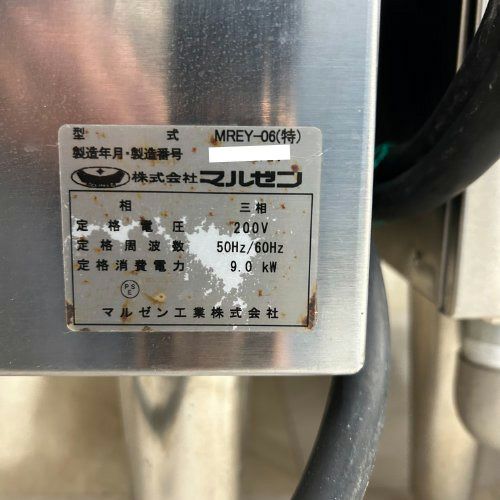 型 式 MREY-06(特)
製造年月・製造番号
株式会社マルゼン
相 三相
定格電圧 200V
定格周波数 50Hz/60Hz
定格消費電力 9.0 kW
PSE
マルゼン工業株式会社